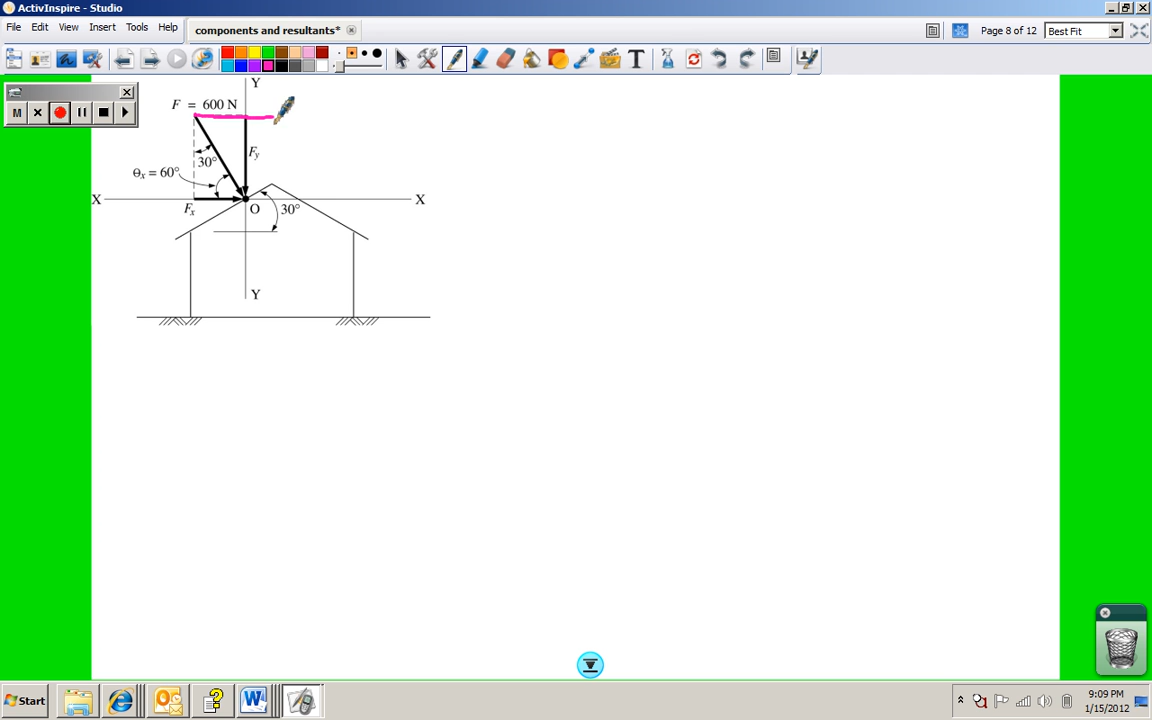 ActivInspire - Studio
File Edit View Insert Tools Help
components and resultants*
Page 8 of 12
Best Fit
T
M
Y
F = 600 N
Fy
30°
θx = 60°
X
X
Fx
O
30°
Y
Start
W
9:09 PM
1/15/2012